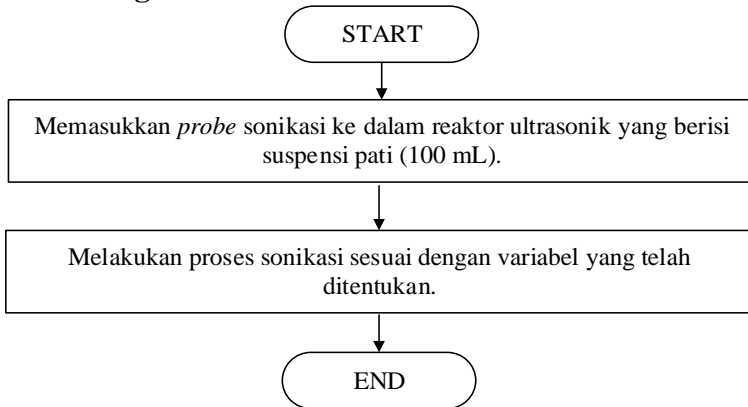 START
Memasukkan probe sonikasi ke dalam reaktor ultrasonik yang berisi
suspensi pati (100 mL).
Melakukan proses sonikasi sesuai dengan variabel yang telah
ditentukan.
END